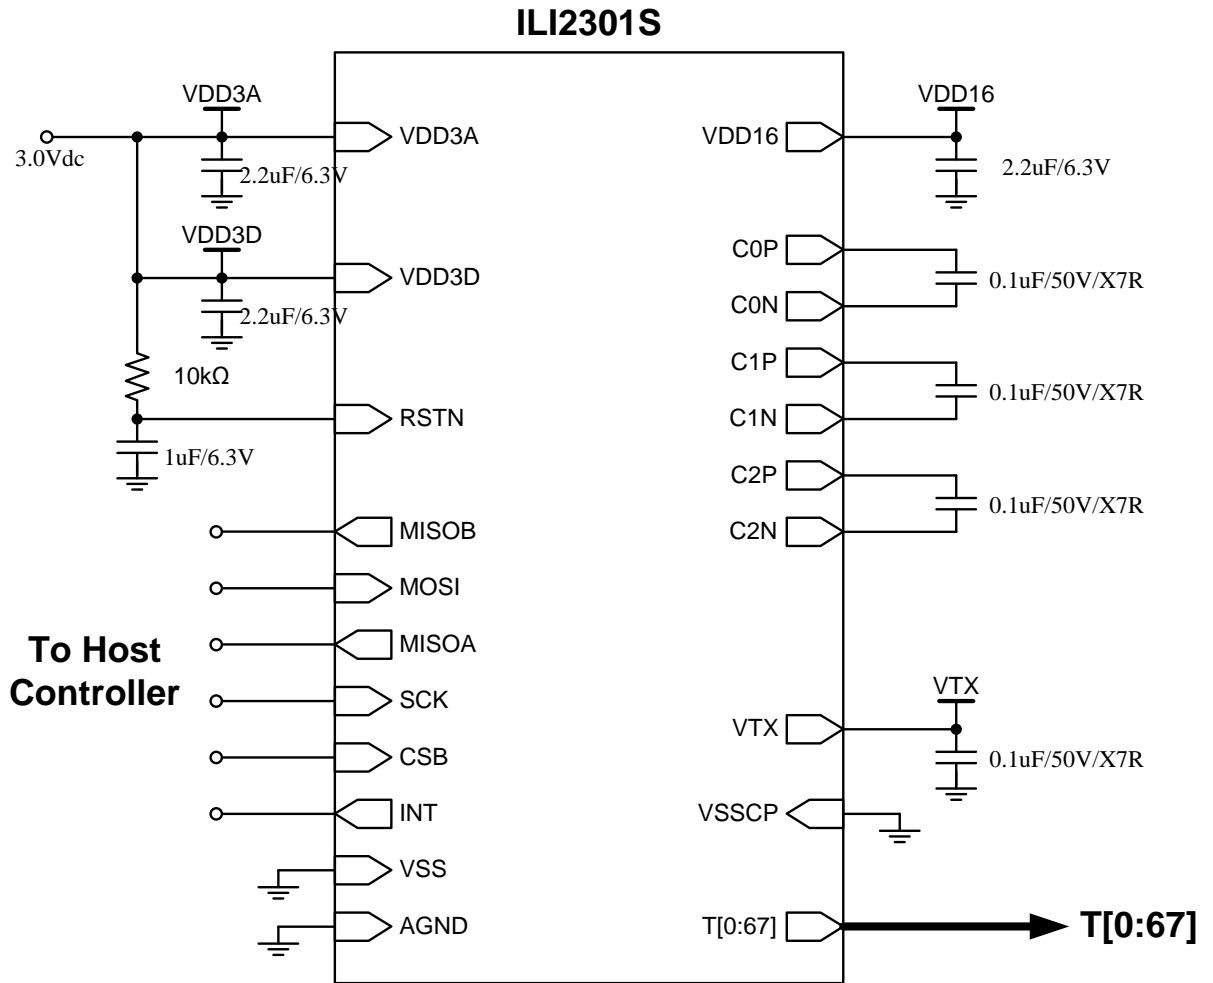 ILI2301S
VDD3A
3.0Vdc
VDD3A
2.2uF/6.3V
VDD3D
VDD3D
2.2uF/6.3V
10kΩ
RSTN
1uF/6.3V
MISOB
MOSI
MISOA
SCK
CSB
INT
VSS
AGND
To Host
Controller
VDD16
VDD16
2.2uF/6.3V
C0P
0.1uF/50V/X7R
C0N
C1P
0.1uF/50V/X7R
C1N
C2P
0.1uF/50V/X7R
C2N
VTX
VTX
0.1uF/50V/X7R
VSSCP
T[0:67]
T[0:67]